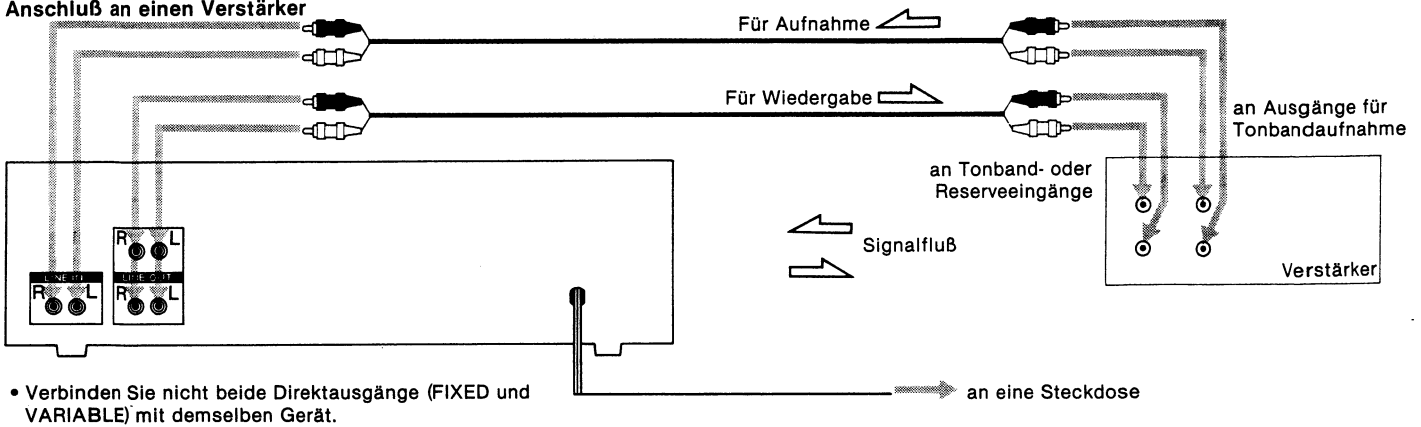 Anschluß an einen Verstärker
Für Aufnahme
Für Wiedergabe
an Ausgänge für
Tonbandaufnahme
an Tonband- oder
Reserveeingänge
Signalfluß
Verstärker
R L
LINE IN LINE OUT
R L R L
an eine Steckdose
• Verbinden Sie nicht beide Direktausgänge (FIXED und
VARIABLE) mit demselben Gerät.